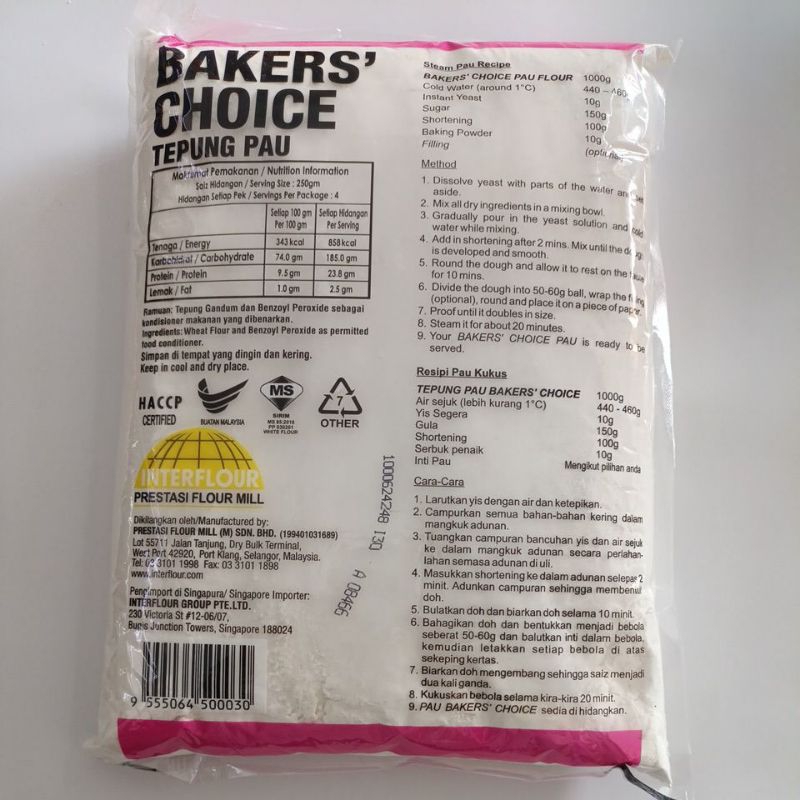 BAKERS'
CHOICE
TEPUNG PAU
Maklumat Pemakanan / Nutrition Information
Saiz Hidangan / Serving Size : 250gm
Hidangan Setiap Pek / Servings Per Package : 4
Setiap 100 gm Setiap Hidangan
Per 100 gm Per Serving
Tenaga / Energy 343 kcal 858 kcal
Karbohidrat / Carbohydrate 74.0 gm 185.0 gm
Protein / Protein 9.5 gm 23.8 gm
Lemak / Fat 1.0 gm 2.5 gm
Ramuan: Tepung Gandum dan Benzoyl Peroxide sebagai
kondisioner makanan yang dibenarkan.
Ingredients: Wheat Flour and Benzoyl Peroxide as permitted
food conditioner.
Simpan di tempat yang dingin dan kering.
Keep in cool and dry place.
HACCP
CERTIFIED
BUATAN MALAYSIA
MS
SIRIM
WHITE FLOUR
7
OTHER
INTERFLOUR
PRESTASI FLOUR MILL
Dikilangkan oleh/Manufactured by:
PRESTASI FLOUR MILL (M) SDN. BHD. (199401031689)
Lot 55711 Jalan Tanjung, Dry Bulk Terminal,
West Port 42920, Port Klang, Selangor, Malaysia.
Tel: 03 3101 1998 Fax: 03 3101 1898
www.interflour.com
Pengimport di Singapura/ Singapore Importer:
INTERFLOUR GROUP PTE.LTD.
230 Victoria St #12-06/07,
Bugis Junction Towers, Singapore 188024
9 555064 500030
1000624248 130 A 08466
Steam Pau Recipe
BAKERS' CHOICE PAU FLOUR 1000g
Cold Water (around 1°C) 440 – 460
Instant Yeast 10g
Sugar 150g
Shortening 100g
Baking Powder 10g
Filling
Method
1. Dissolve yeast with parts of the water and set
aside.
2. Mix all dry ingredients in a mixing bowl.
3. Gradually pour in the yeast solution and cold
water while mixing.
4. Add in shortening after 2 mins. Mix until the dough
is developed and smooth.
5. Round the dough and allow it to rest on the
for 10 mins.
6. Divide the dough into 50-60g ball, wrap the filling
(optional), round and place it on a piece of paper.
7. Proof until it doubles in size.
8. Steam it for about 20 minutes.
9. Your BAKERS' CHOICE PAU is ready to be
served.
Resipi Pau Kukus
TEPUNG PAU BAKERS' CHOICE 1000g
Air sejuk (lebih kurang 1°C) 440 - 460g
Yis Segera 10g
Gula 150g
Shortening 100g
Serbuk penaik 10g
Inti Pau Mengikut pilihan anda
Cara-Cara
1. Larutkan yis dengan air dan ketepikan.
2. Campurkan semua bahan-bahan kering dalam
mangkuk adunan.
3. Tuangkan campuran bancuhan yis dan air sejuk
ke dalam mangkuk adunan secara perlahan-
lahan semasa adunan di uli.
4. Masukkan shortening ke dalam adunan selepas 2
minit. Adunkan campuran sehingga membentuk
doh.
5. Bulatkan doh dan biarkan doh selama 10 minit.
6. Bahagikan doh dan bentukkan menjadi bebola
seberat 50-60g dan balutkan inti dalam bebola,
kemudian letakkan setiap bebola di atas
sekeping kertas.
7. Biarkan doh mengembang sehingga saiz menjadi
dua kali ganda.
8. Kukuskan bebola selama kira-kira 20 minit.
9. PAU BAKERS' CHOICE sedia di hidangkan.